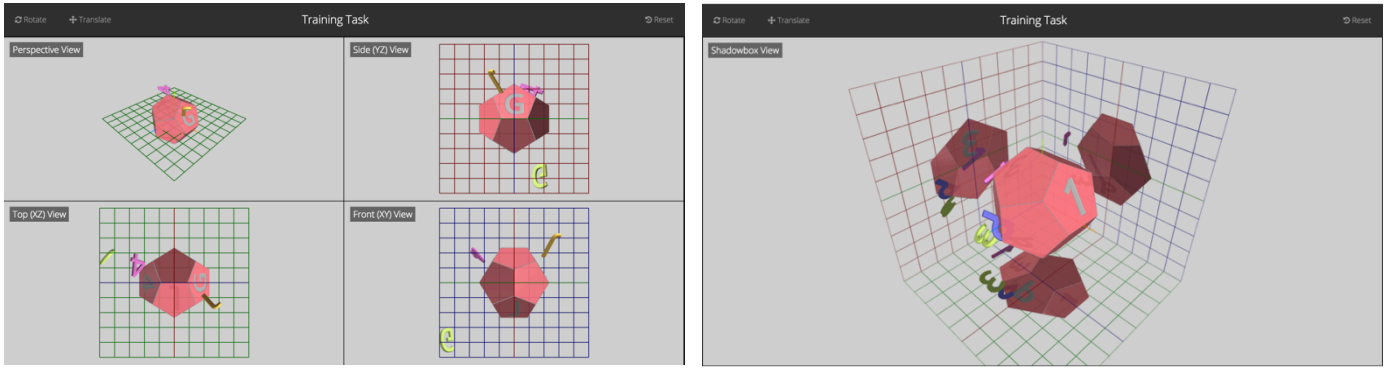 Rotate Translate Training Task Reset
Perspective View
Side (YZ) View
G
Top (XZ) View
Front (XY) View
Rotate Translate Training Task Reset
Shadowbox View
1